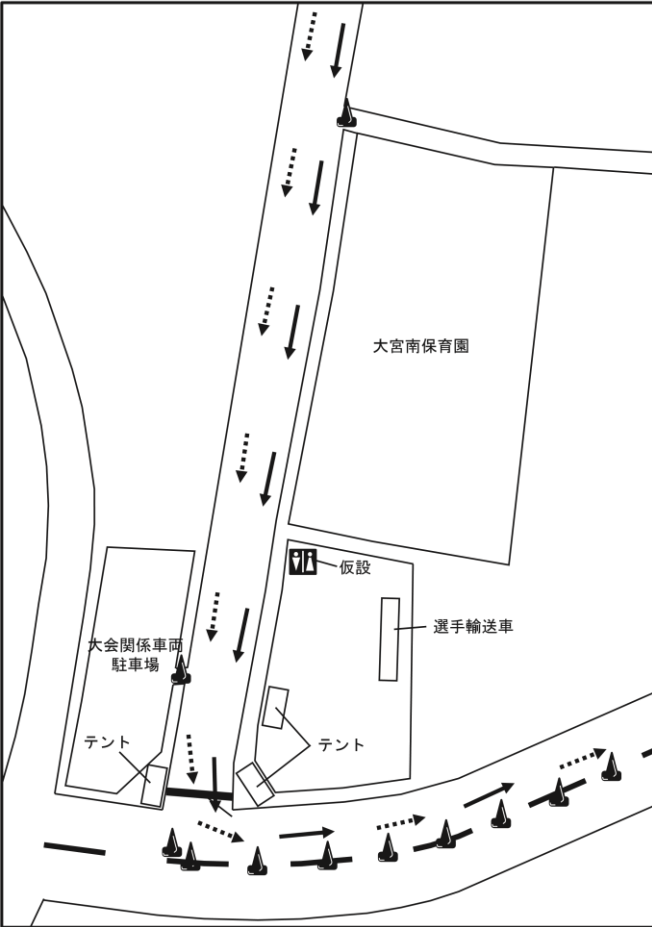 大宮南保育園
仮設
選手輸送車
大会関係車両
駐車場
テント
テント